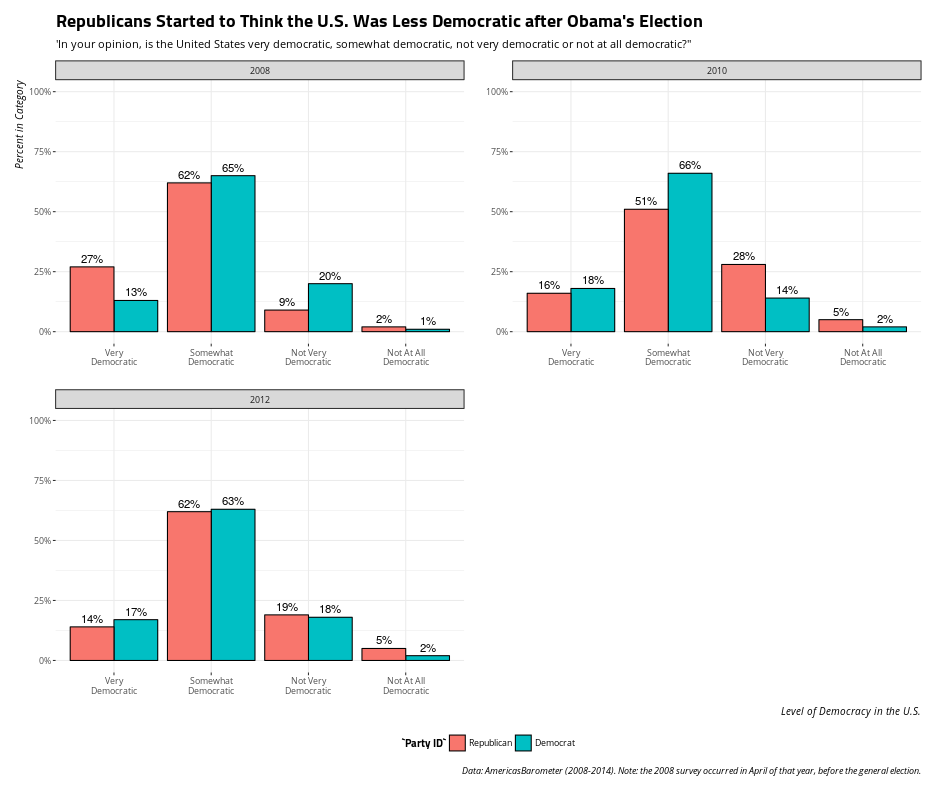 Republicans Started to Think the U.S. Was Less Democratic after Obama's Election
'In your opinion, is the United States very democratic, somewhat democratic, not very democratic or not at all democratic?"
Percent in Category
2008
100%
75%
50%
25%
0%
27%
13%
62%
65%
9%
20%
2%
1%
Very
Democratic
Somewhat
Democratic
Not Very
Democratic
Not At All
Democratic
2010
100%
75%
50%
25%
0%
16%
18%
51%
66%
28%
14%
5%
2%
Very
Democratic
Somewhat
Democratic
Not Very
Democratic
Not At All
Democratic
2012
100%
75%
50%
25%
0%
14%
17%
62%
63%
19%
18%
5%
2%
Very
Democratic
Somewhat
Democratic
Not Very
Democratic
Not At All
Democratic
Level of Democracy in the U.S.
`Party ID` Republican Democrat
Data: AmericasBarometer (2008-2014). Note: the 2008 survey occurred in April of that year, before the general election.